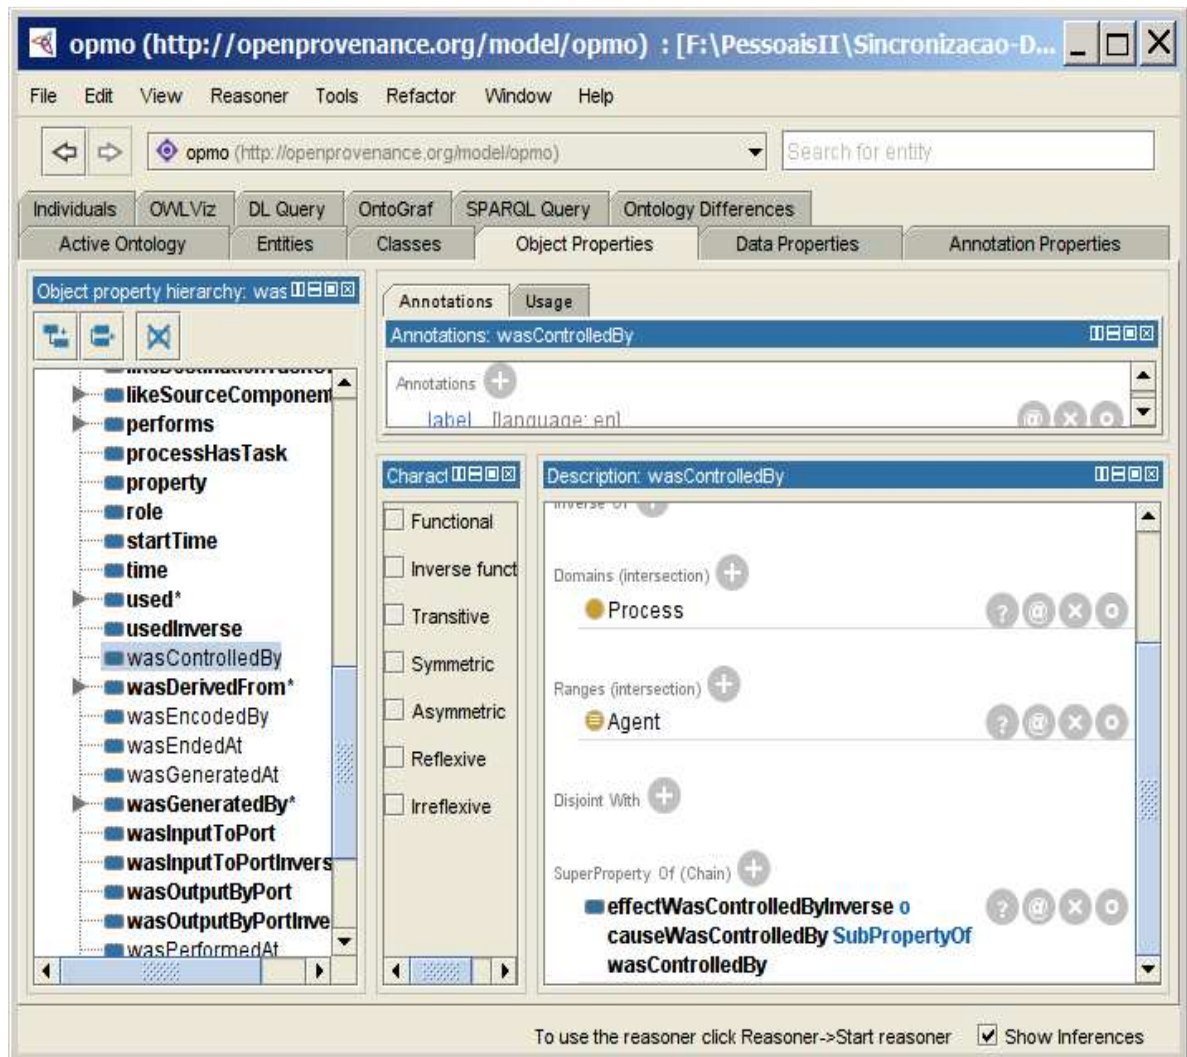 opmo (http://openprovenance.org/model/opmo) : [F:\PessoaisII\Sincronizacao-D...
File Edit View Reasoner Tools Refactor Window Help
opmo (http://openprovenance.org/model/opmo)
Search for entity
Individuals OWLViz DL Query OntoGraf SPARQL Query Ontology Differences
Active Ontology Entities Classes Object Properties Data Properties Annotation Properties
Object property hierarchy: was
likeSourceComponent
performs
processHasTask
property
role
startTime
time
used*
usedInverse
wasControlledBy
wasDerivedFrom*
wasEncodedBy
wasEndedAt
wasGeneratedAt
wasGeneratedBy*
wasInputToPort
wasInputToPortInvers
wasOutputByPort
wasOutputByPortInve
wasPerformedAt
Annotations Usage
Annotations: wasControlledBy
Annotations
label [language: en]
Charact
Functional
Inverse funct
Transitive
Symmetric
Asymmetric
Reflexive
Irreflexive
Description: wasControlledBy
Inverse Of
Domains (intersection)
Process
Ranges (intersection)
Agent
Disjoint With
SuperProperty Of (Chain)
effectWasControlledByInverse o
causeWasControlledBy SubPropertyOf
wasControlledBy
To use the reasoner click Reasoner->Start reasoner Show Inferences